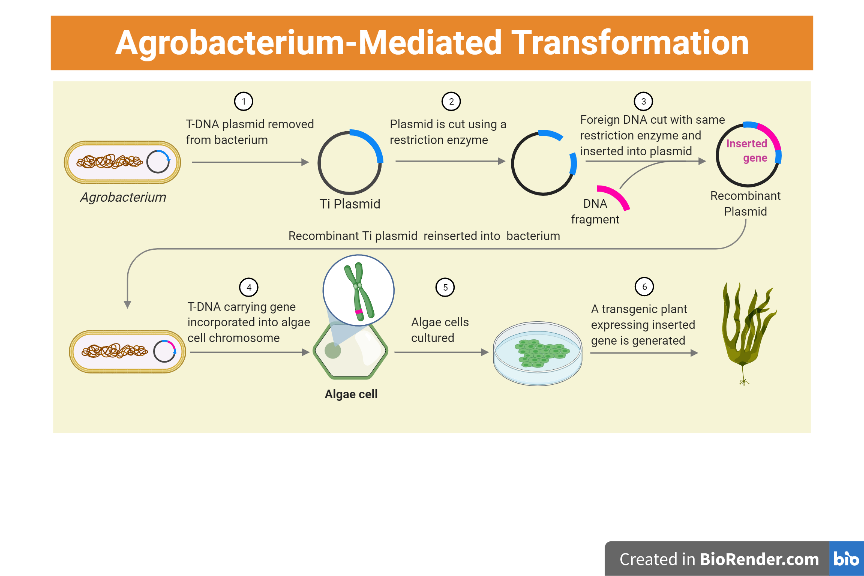 Agrobacterium-Mediated Transformation
1
T-DNA plasmid removed
from bacterium
2
Plasmid is cut using a
restriction enzyme
3
Foreign DNA cut with same
restriction enzyme and
inserted into plasmid
Inserted
gene
Agrobacterium
Ti Plasmid
DNA
fragment
Recombinant
Plasmid
Recombinant Ti plasmid reinserted into bacterium
4
T-DNA carrying gene
incorporated into algae
cell chromosome
5
Algae cells
cultured
6
A transgenic plant
expressing inserted
gene is generated
Algae cell
Created in BioRender.com bio